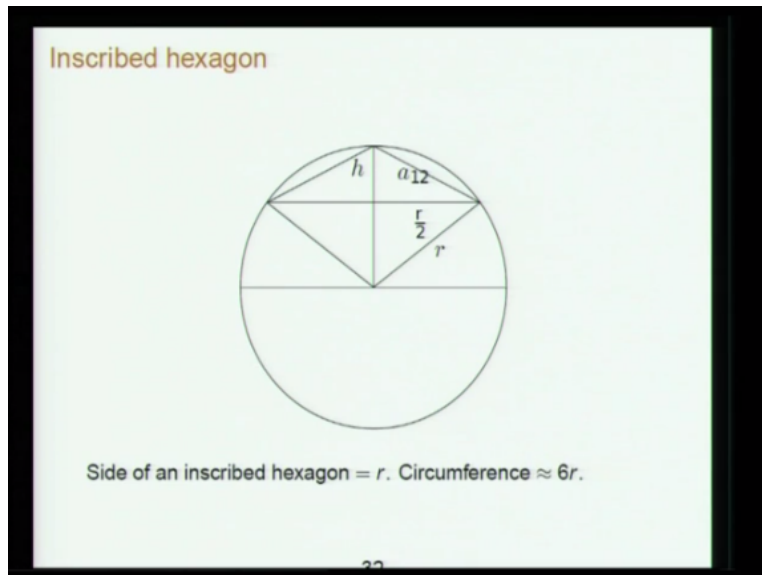 Inscribed hexagon
h
a12
r
2
r
Side of an inscribed hexagon = r. Circumference ≈ 6r.